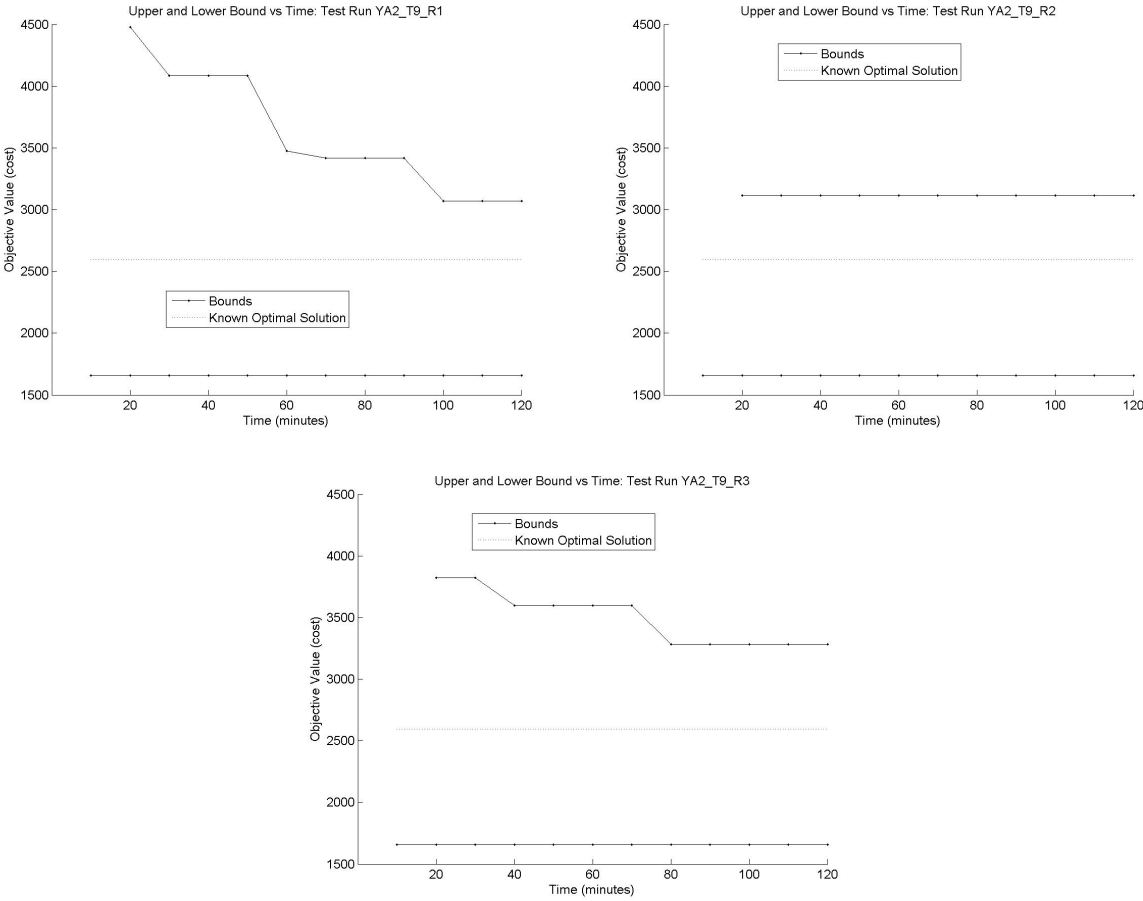 Upper and Lower Bound vs Time: Test Run YA2_T9_R1
4500
4000
3500
3000
2500
2000
1500
Objective Value (cost)
Bounds
Known Optimal Solution
20 40 60 80 100 120
Time (minutes)
Upper and Lower Bound vs Time: Test Run YA2_T9_R2
4500
4000
3500
3000
2500
2000
1500
Objective Value (cost)
Bounds
Known Optimal Solution
20 40 60 80 100 120
Time (minutes)
Upper and Lower Bound vs Time: Test Run YA2_T9_R3
4500
4000
3500
3000
2500
2000
1500
Objective Value (cost)
Bounds
Known Optimal Solution
20 40 60 80 100 120
Time (minutes)